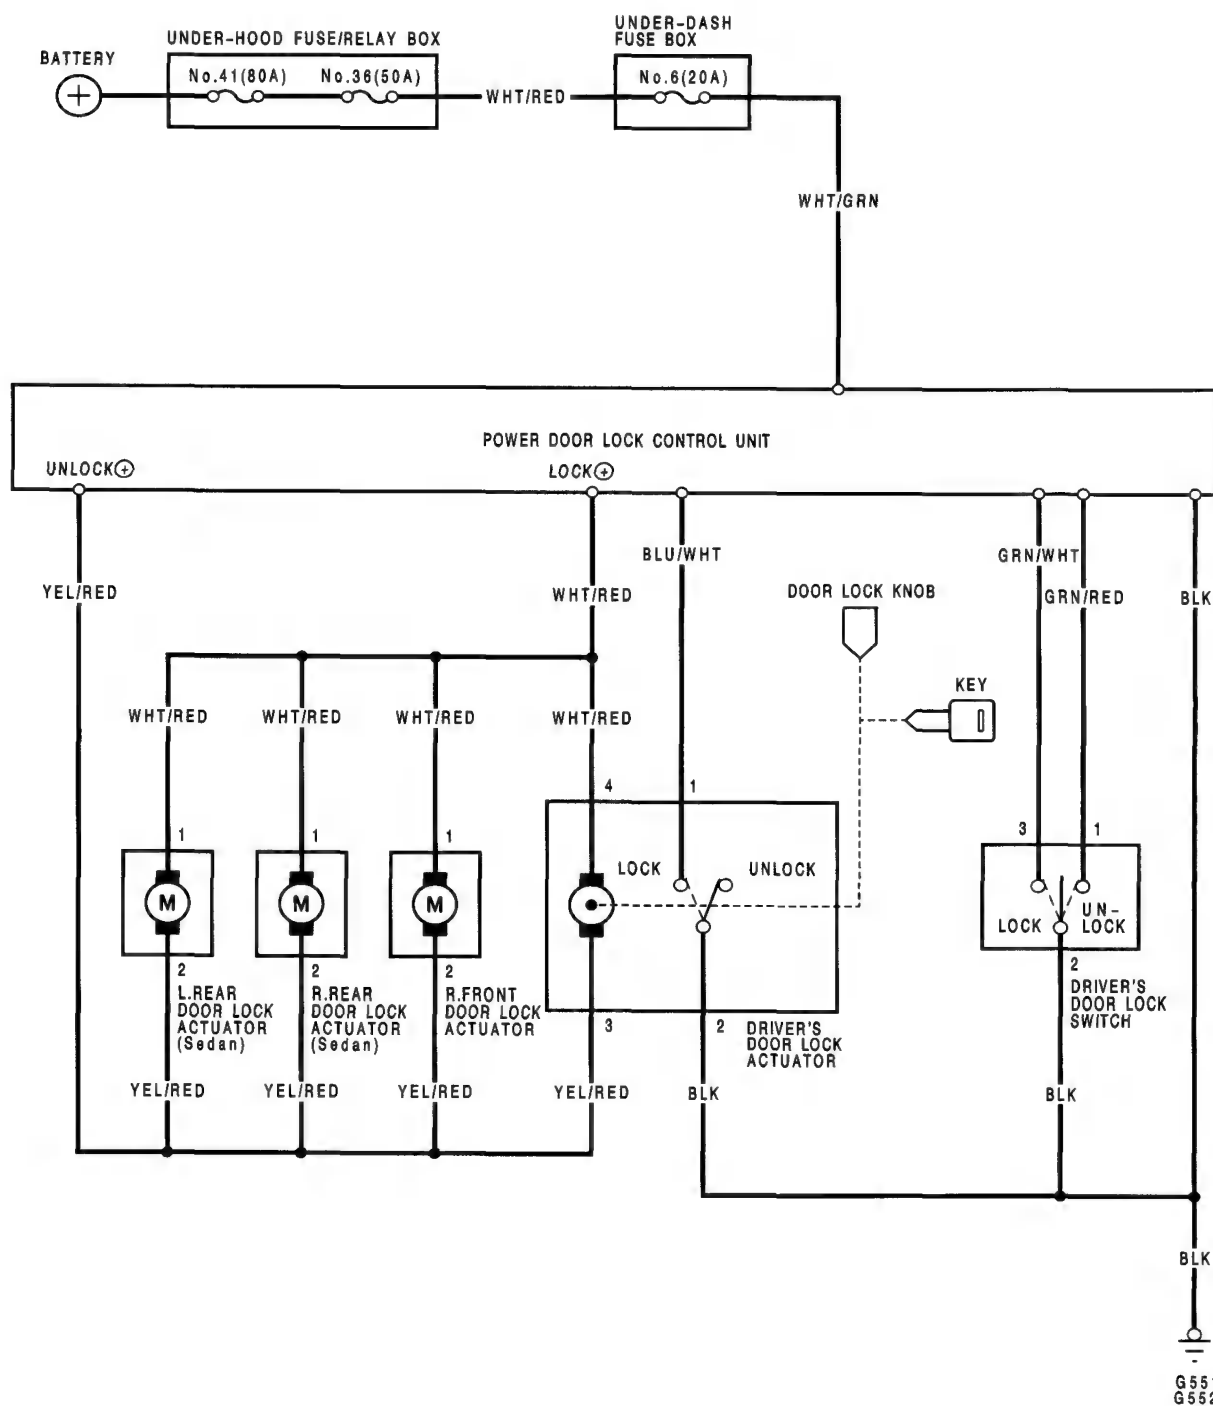 UNDER-HOOD FUSE/RELAY BOX
UNDER-DASH
FUSE BOX
BATTERY
No.41(80A)
No.36(50A)
No.6(20A)
WHT/RED
WHT/GRN
POWER DOOR LOCK CONTROL UNIT
UNLOCK
LOCK
BLU/WHT
GRN/WHT
YEL/RED
WHT/RED
DOOR LOCK KNOB
GRN/RED
BLK
KEY
WHT/RED
WHT/RED
WHT/RED
WHT/RED
4
1
1
1
1
3
1
LOCK
UNLOCK
M
M
M
LOCK
UN-
LOCK
2
L.REAR
DOOR LOCK
ACTUATOR
(Sedan)
2
R.REAR
DOOR LOCK
ACTUATOR
(Sedan)
2
R.FRONT
DOOR LOCK
ACTUATOR
3
2
DRIVER'S
DOOR LOCK
ACTUATOR
2
DRIVER'S
DOOR LOCK
SWITCH
YEL/RED
YEL/RED
YEL/RED
YEL/RED
BLK
BLK
BLK
G552